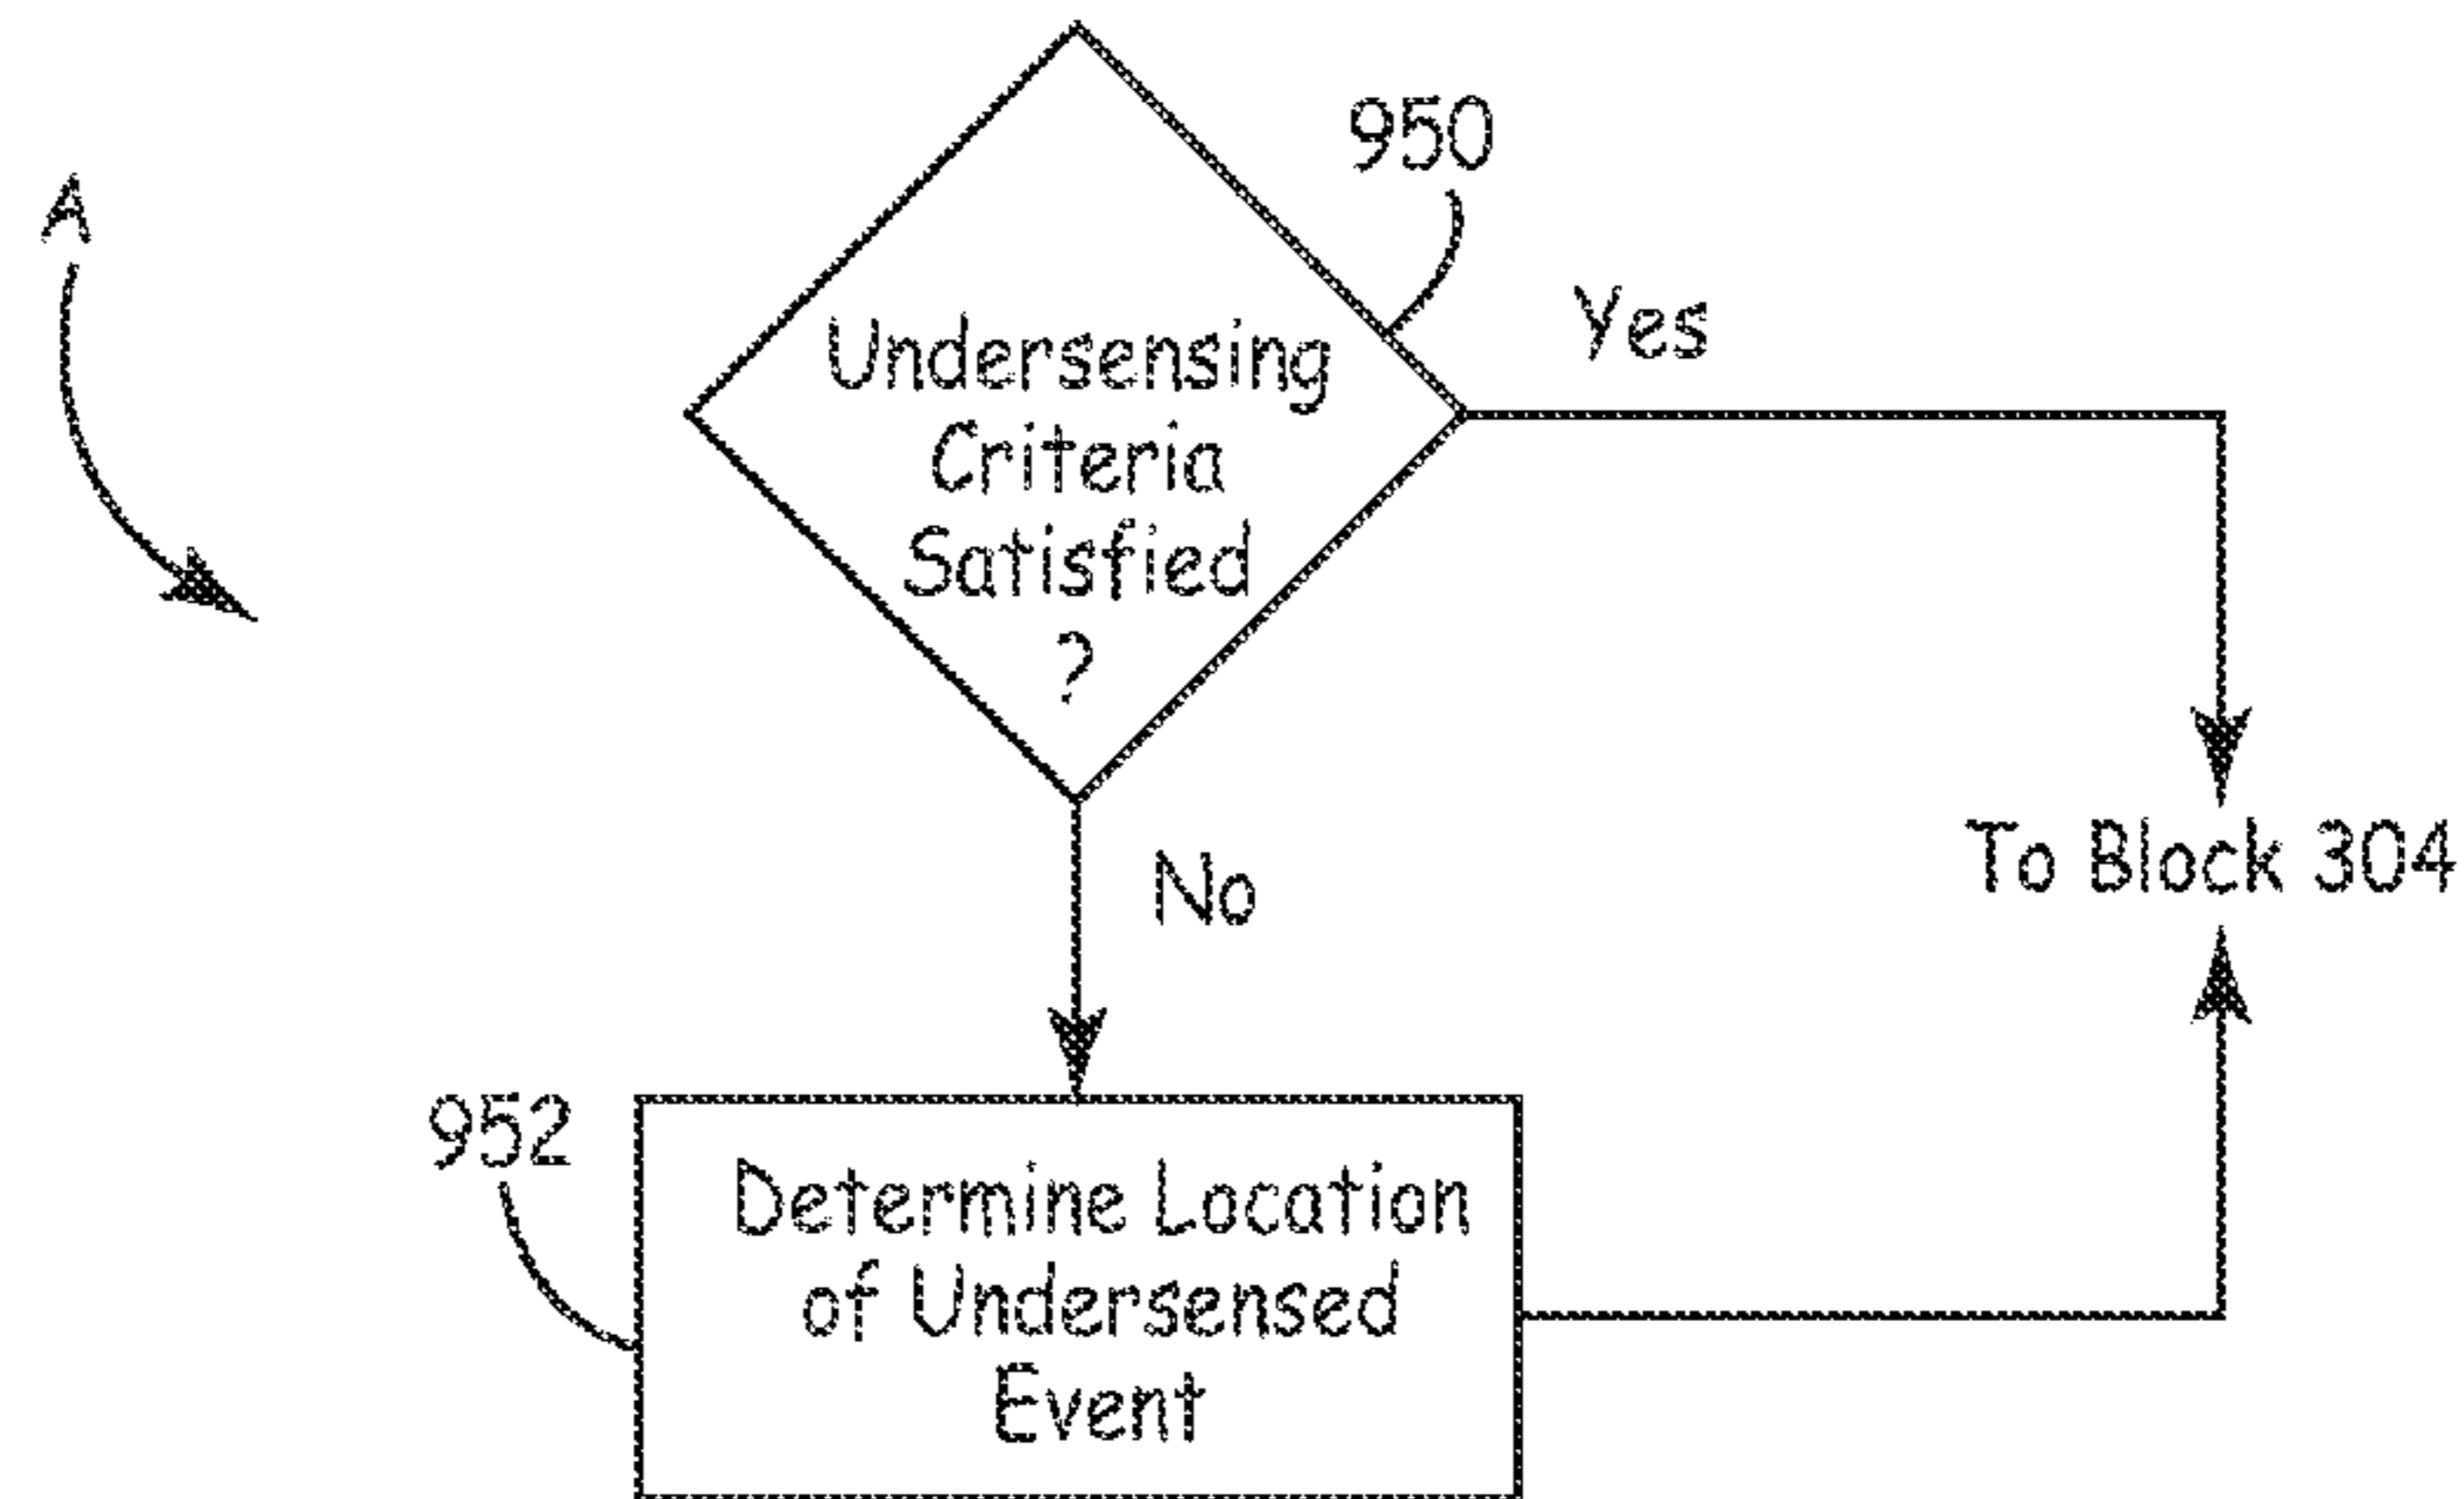 950
A
Yes
Undersensing
Criteria
Satisfied
?
To Block 304
No
952
Determine Location
of Undersensed
Event